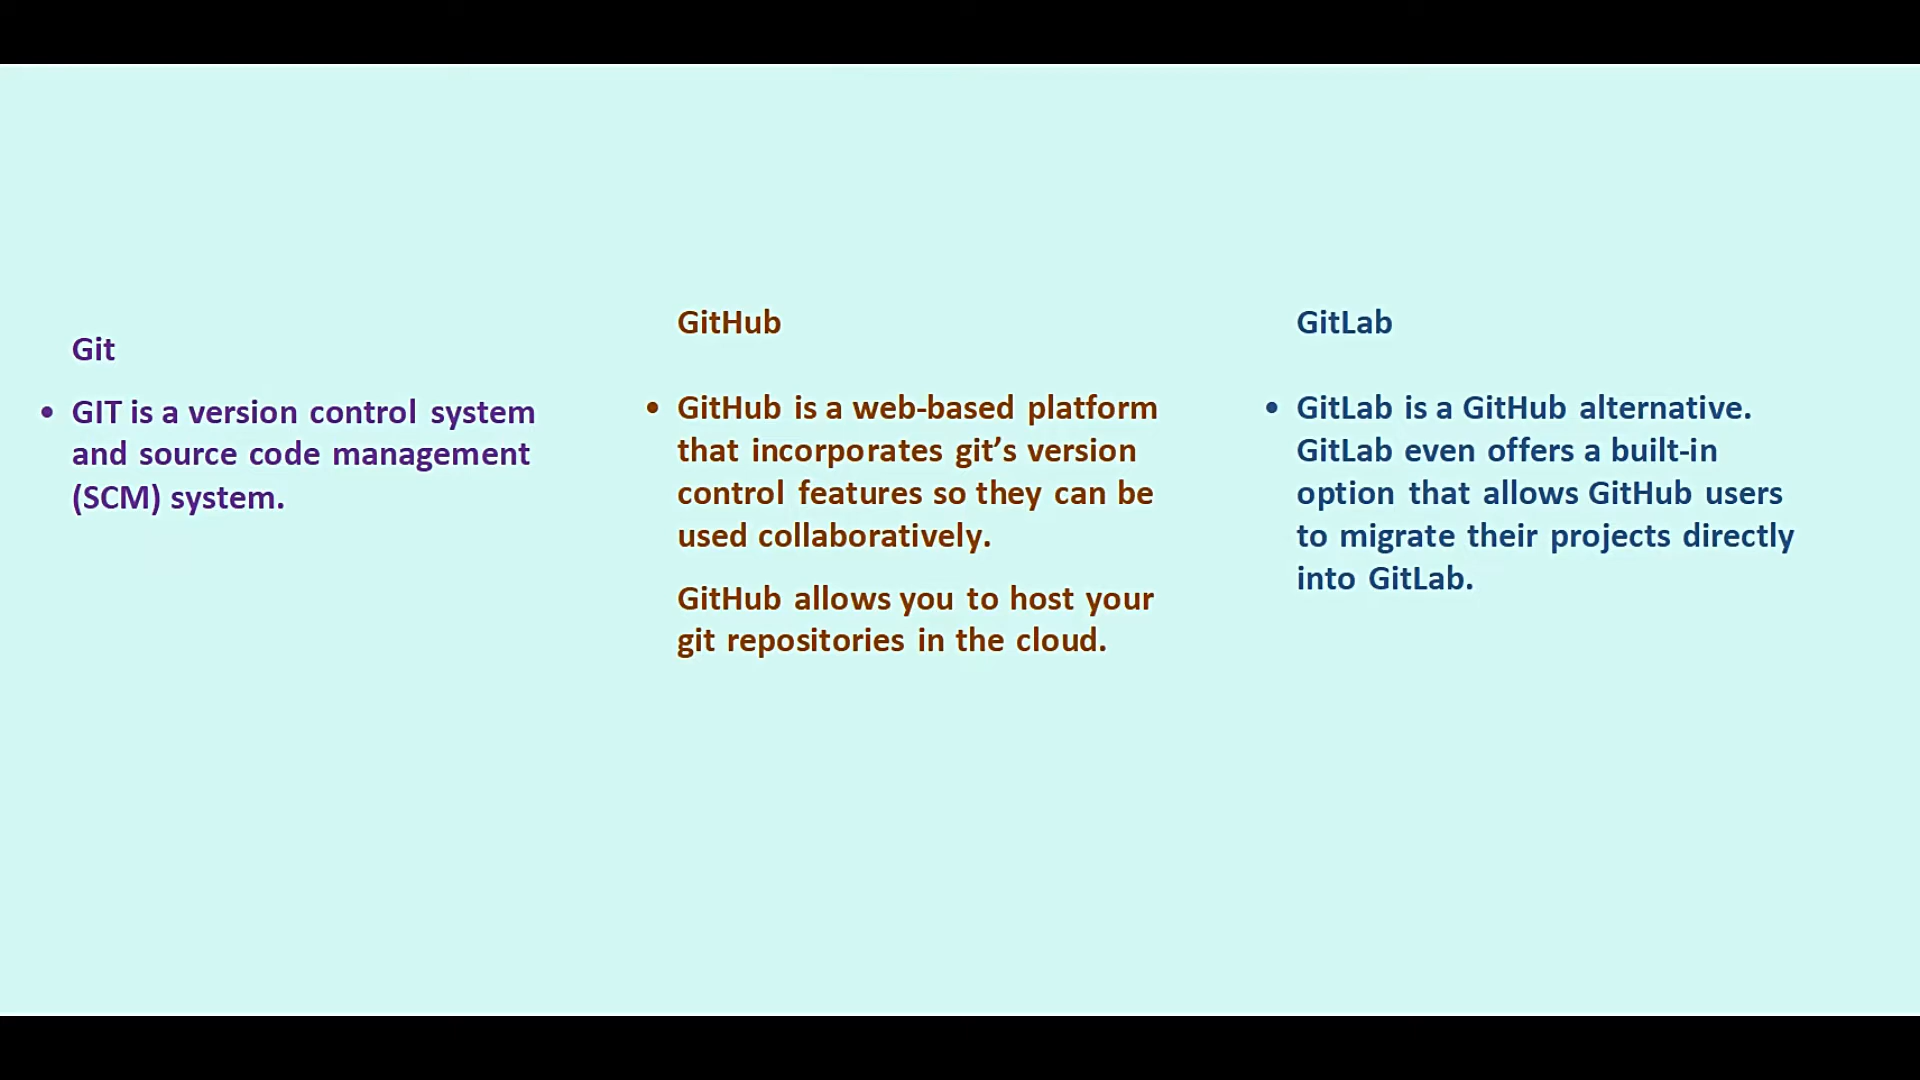 Git
• GIT is a version control system
and source code management
(SCM) system.
GitHub
• GitHub is a web-based platform
that incorporates git’s version
control features so they can be
used collaboratively.
GitHub allows you to host your
git repositories in the cloud.
GitLab
• GitLab is a GitHub alternative.
GitLab even offers a built-in
option that allows GitHub users
to migrate their projects directly
into GitLab.